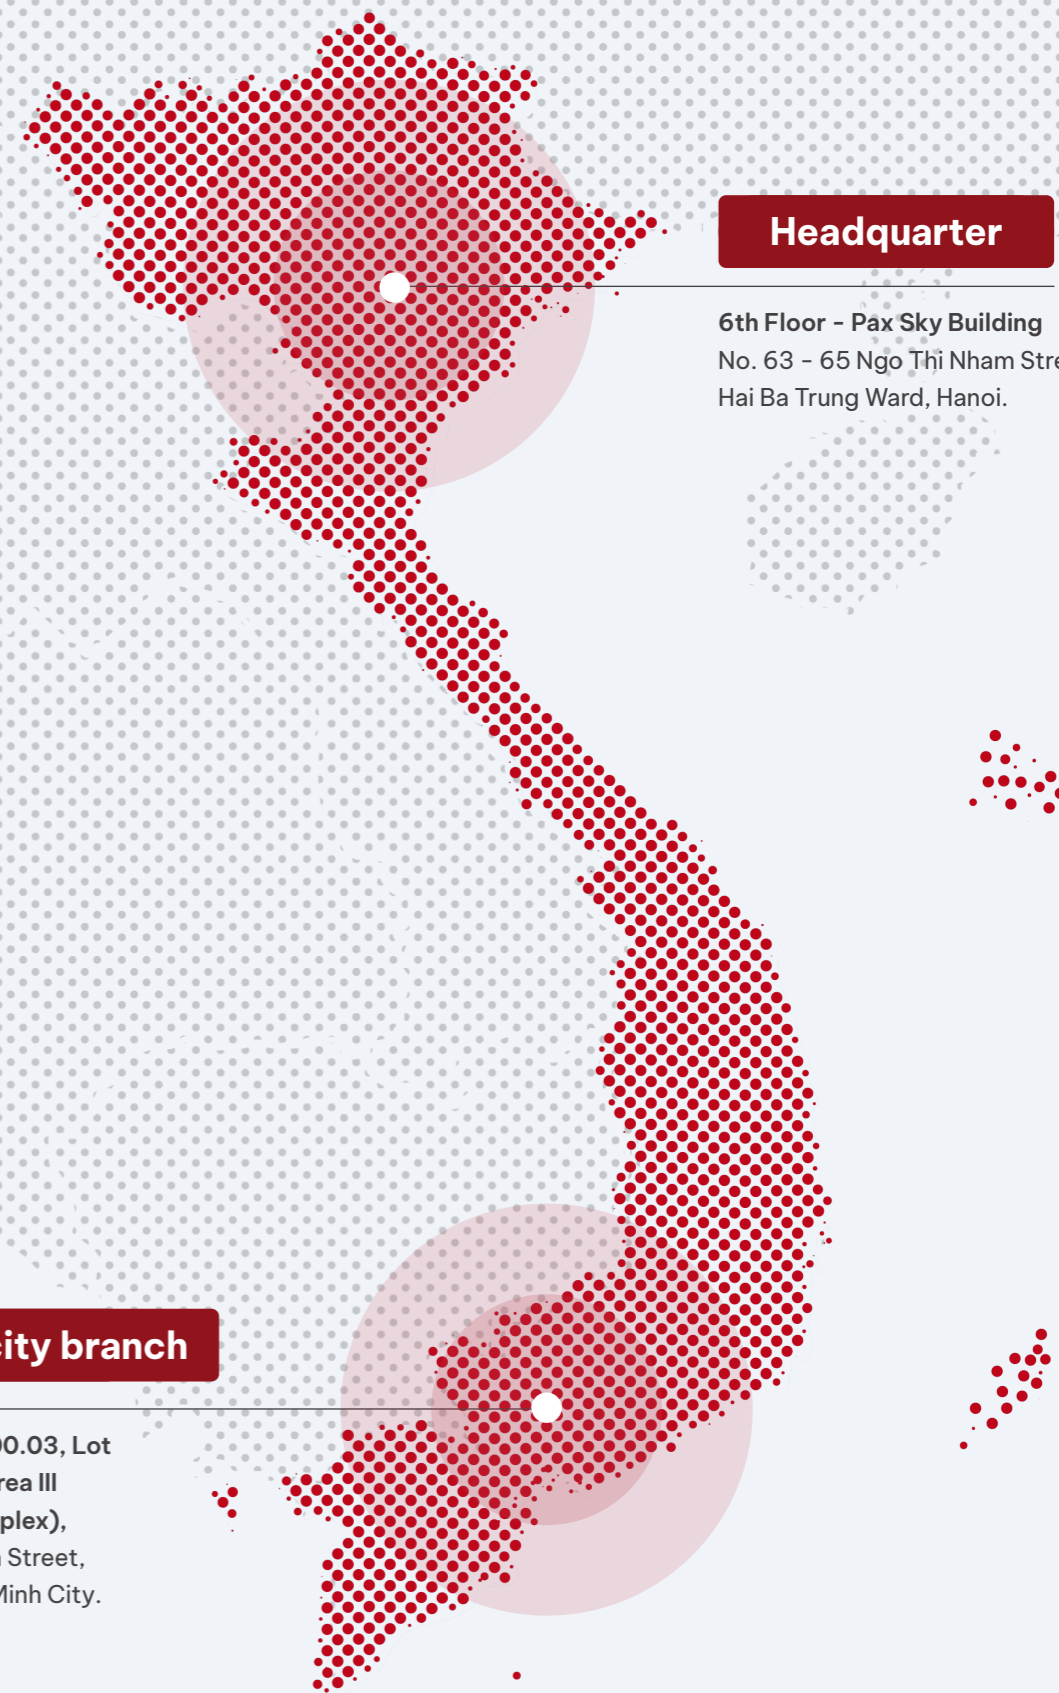 Headquarter
6th Floor - Pax Sky Building
No. 63 - 65 Ngo Thi Nham Stre
Hai Ba Trung Ward, Hanoi.
city branch
00.03, Lot
rea III
plex),
Street,
Minh City.